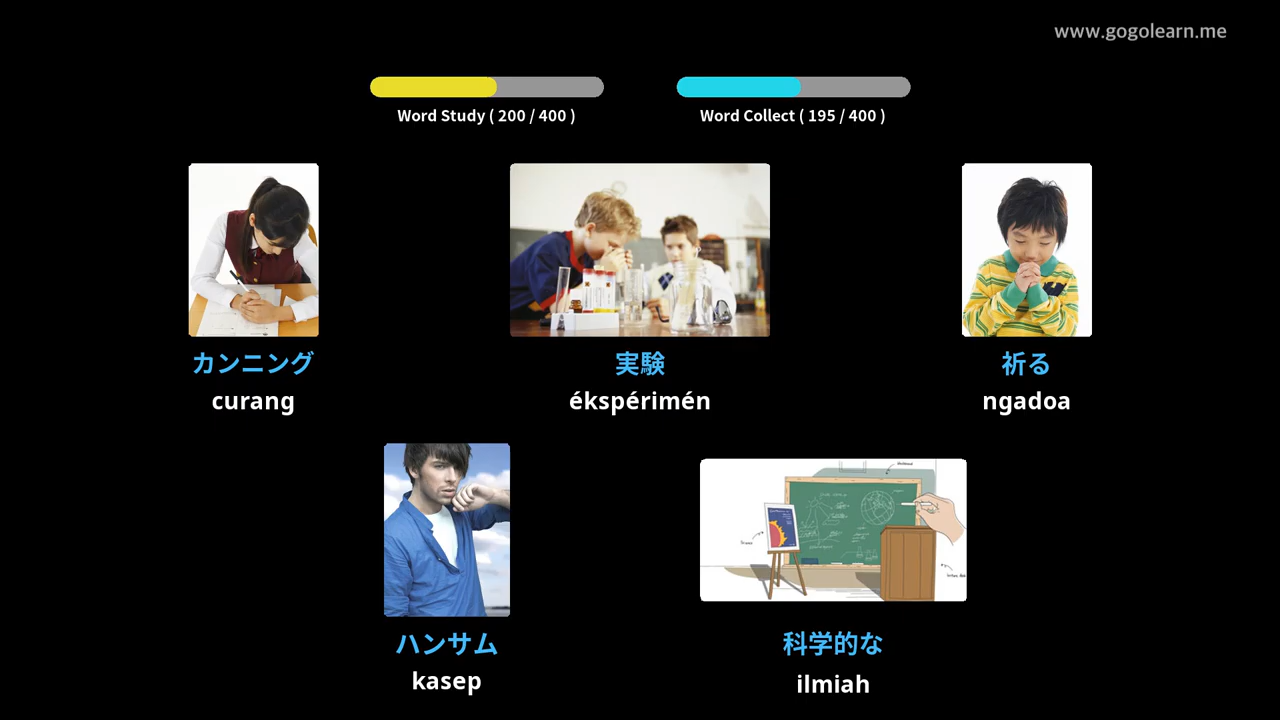 www.gogolearn.me
Word Study ( 200 / 400 )
Word Collect ( 195 / 400 )
カンニング
curang
実験
ékspérimén
祈る
ngadoa
ハンサム
kasep
科学的な
ilmiah